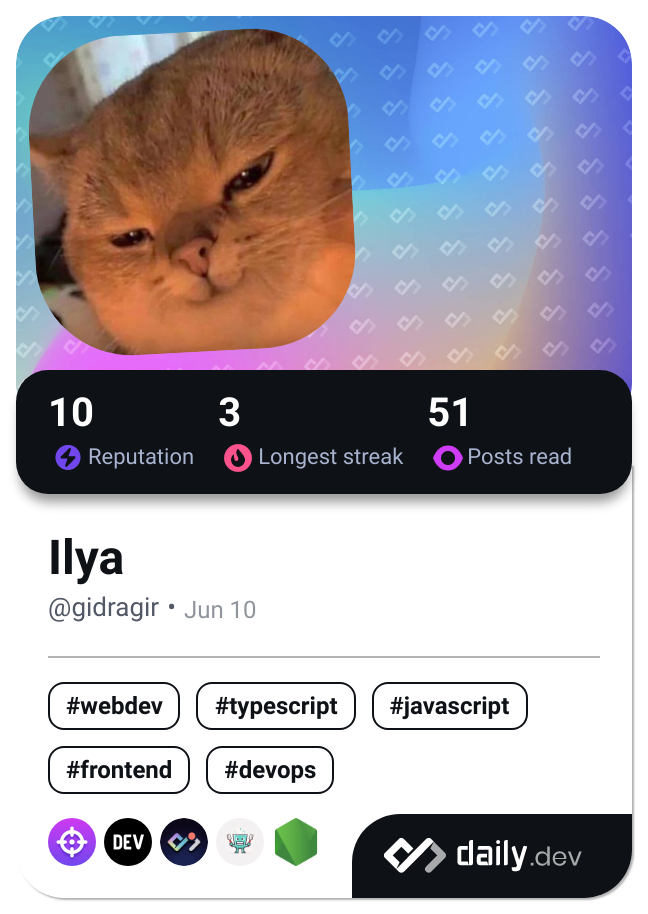 10 3 51
Reputation Longest streak Posts read
Ilya
@gidragir • Jun 10
#webdev #typescript #javascript
#frontend #devops
DEV
daily.dev